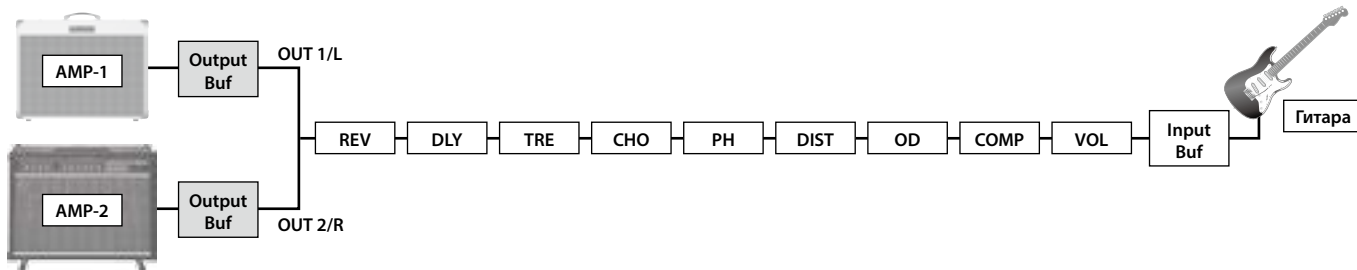 AMP-1
Output
Buf
OUT 1/L
REV
DLY
TRE
CHO
PH
DIST
OD
COMP
VOL
Input
Buf
Гитара
AMP-2
Output
Buf
OUT 2/R